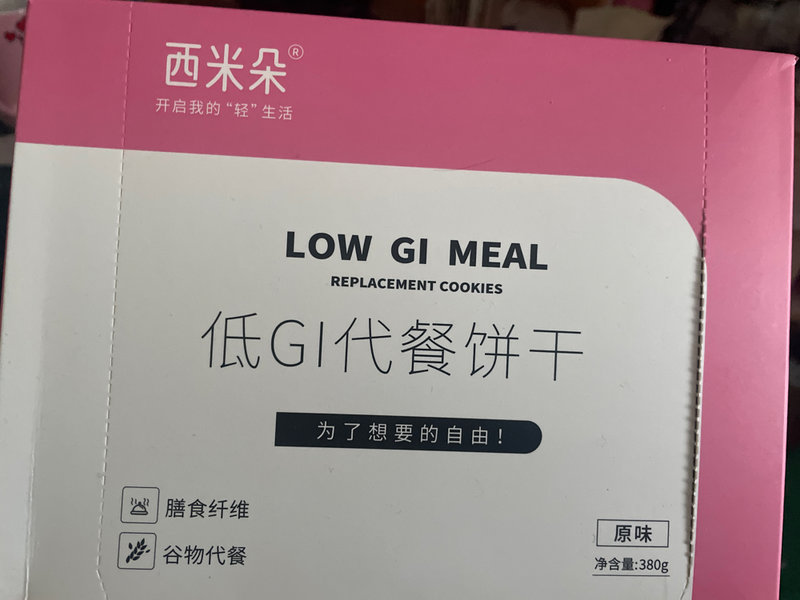 西米朵®
开启我的“轻”生活
LOW GI MEAL
REPLACEMENT COOKIES
低GI代餐饼干
为了想要的自由！
膳食纤维
谷物代餐
原味
净含量:380g